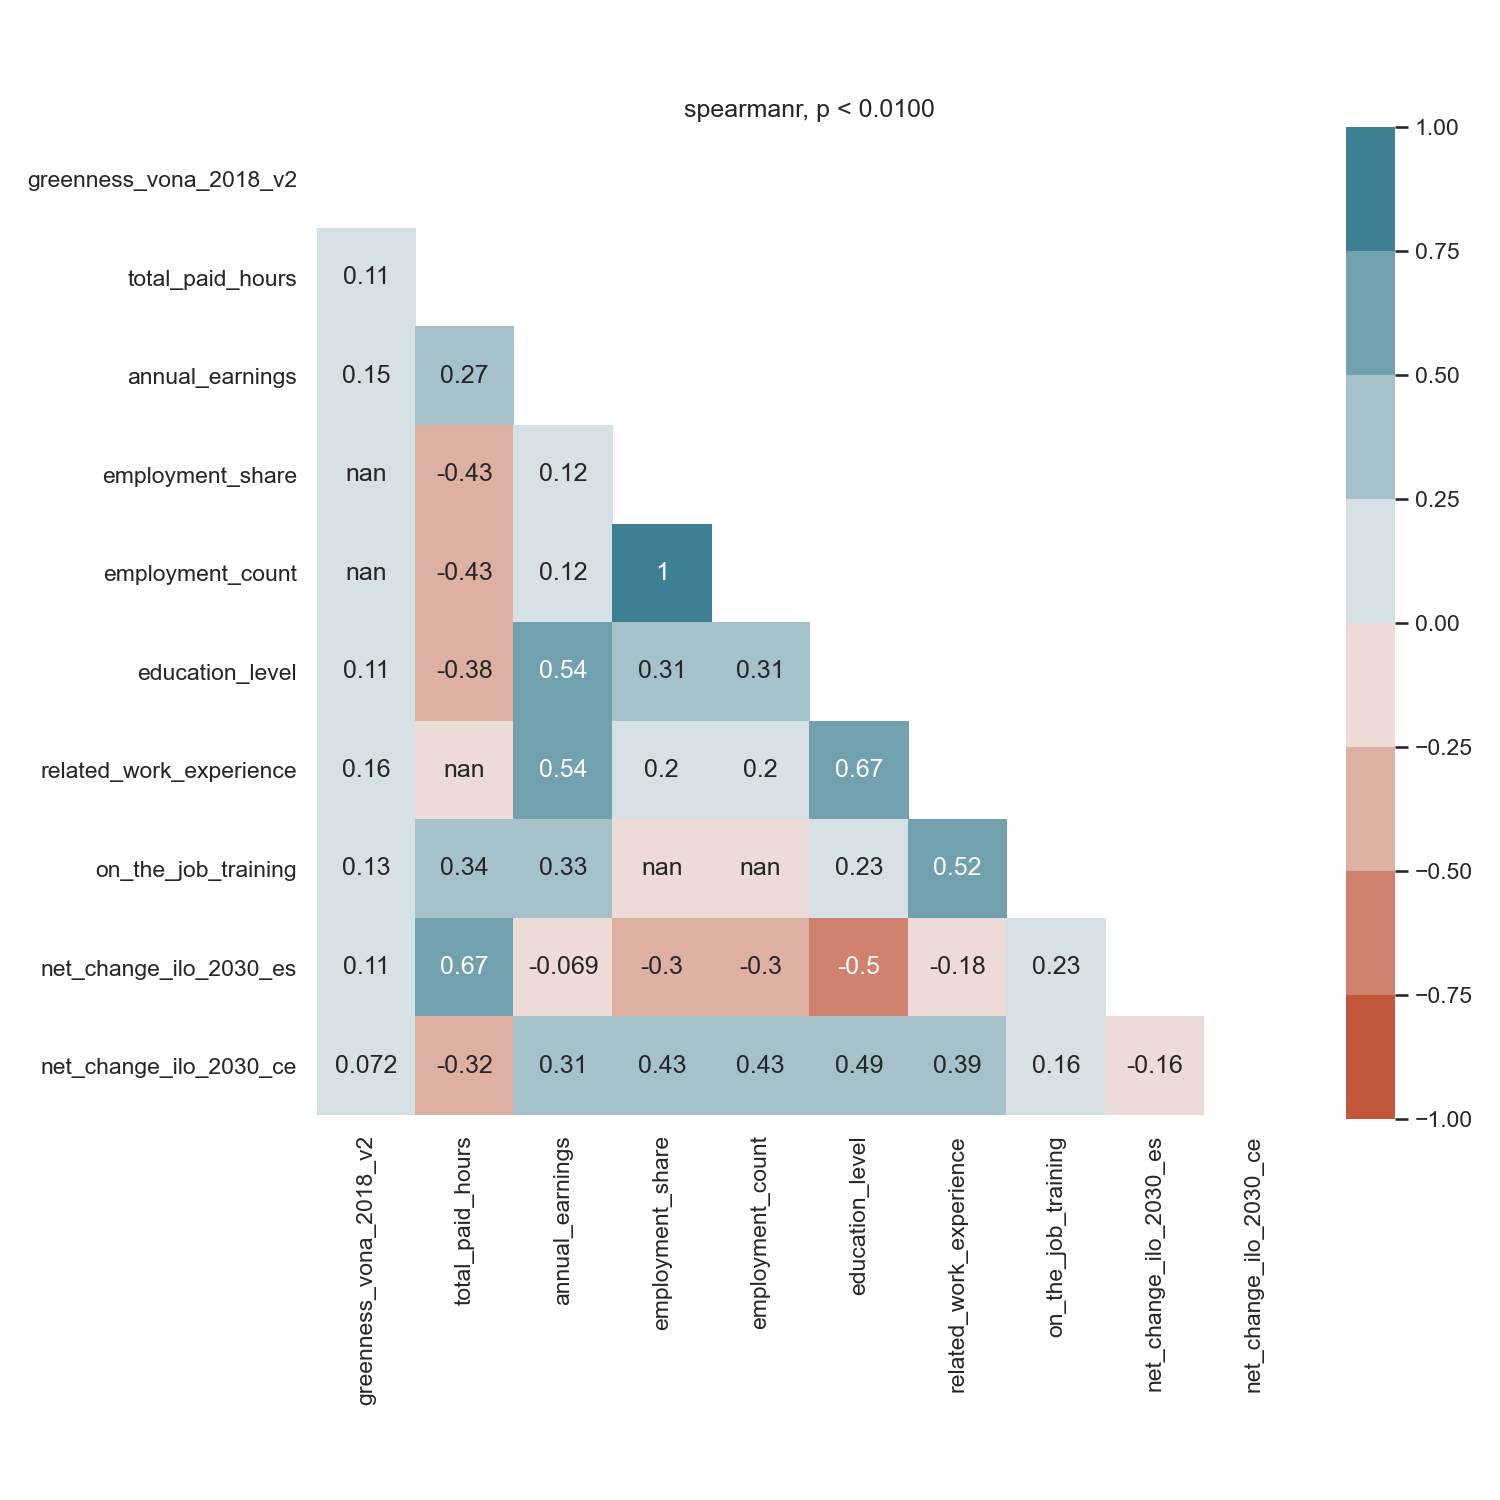 spearmanr, p < 0.0100
greenness_vona_2018_v2
total_paid_hours 0.11
annual_earnings 0.15 0.27
employment_share nan -0.43 0.12
employment_count nan -0.43 0.12 1
education_level 0.11 -0.38 0.54 0.31 0.31
related_work_experience 0.16 nan 0.54 0.2 0.2 0.67
on_the_job_training 0.13 0.34 0.33 nan nan 0.23 0.52
net_change_ilo_2030_es 0.11 0.67 -0.069 -0.3 -0.3 -0.5 -0.18 0.23
net_change_ilo_2030_ce 0.072 -0.32 0.31 0.43 0.43 0.49 0.39 0.16 -0.16
greenness_vona_2018_v2
total_paid_hours
annual_earnings
employment_share
employment_count
education_level
related_work_experience
on_the_job_training
net_change_ilo_2030_es
net_change_ilo_2030_ce
1.00
0.75
0.50
0.25
0.00
−0.25
−0.50
−0.75
−1.00